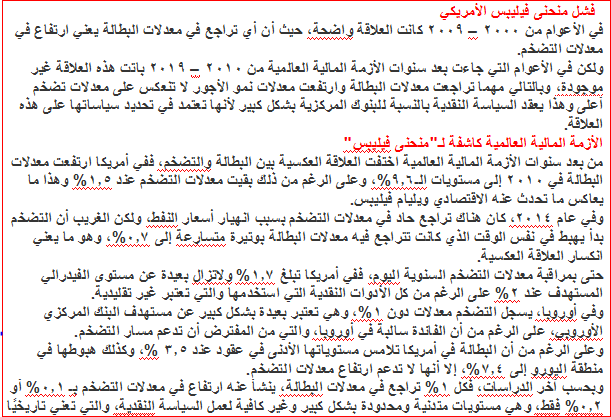 فشل منحنى فيليبس الأمريكي
في الأعوام من ٢٠٠٠ – ٢٠٠٩ كانت العلاقة واضحة، حيث أن أي تراجع في معدلات البطالة يعني ارتفاع في
معدلات التضخم.
ولكن في الأعوام التي جاءت بعد سنوات الأزمة المالية العالمية من ٢٠١٠ – ٢٠١٩ باتت هذه العلاقة غير
موجودة، وبالتالي مهما تراجعت معدلات البطالة وارتفعت معدلات نمو الأجور لا تنعكس على معدلات تضخم
أعلى وهذا يعقد السياسة النقدية بالنسبة للبنوك المركزية بشكل كبير لأنها تعتمد في تحديد سياساتها على هذه
العلاقة.
الأزمة المالية العالمية كاشفة لـ"منحنى فيليبس"
من بعد سنوات الأزمة المالية العالمية اختفت العلاقة العكسية بين البطالة والتضخم، ففي أمريكا ارتفعت معدلات
البطالة في ٢٠١٠ إلى مستويات الـ٩,٦%، وعلى الرغم من ذلك بقيت معدلات التضخم عند ١,٥% وهذا ما
يعاكس ما تحدث عنه الاقتصادي ويليام فيليبس.
وفي عام ٢٠١٤، كان هناك تراجع حاد في معدلات التضخم بسبب انهيار أسعار النفط، ولكن الغريب أن التضخم
بدأ يهبط في نفس الوقت الذي كانت تتراجع فيه معدلات البطالة بوتيرة متسارعة إلى ٠,٧%، وهو ما يعني
انكسار العلاقة العكسية.
حتى بمراقبة معدلات التضخم السنوية اليوم، ففي أمريكا تبلغ ١,٧% ولاتزال بعيدة عن مستوى الفيدرالي
المستهدف عند ٢% على الرغم من كل الأدوات النقدية التي استخدمها والتي تعتبر غير تقليدية.
وفي أوروبا، يسجل التضخم معدلات دون ١%، وهي تعتبر بعيدة بشكل كبير عن مستهدف البنك المركزي
الأوروبي، على الرغم من أن الفائدة سالبة في أوروبا، والتي من المفترض أن تدعم مسار التضخم.
وعلى الرغم من أن البطالة في أمريكا تلامس مستوياتها الأدنى في عقود عند ٣,٥ %، وكذلك هبوطها في
منطقة اليورو إلى ٧,٤%، إلا أنها لا تدعم ارتفاع معدلات التضخم.
وبحسب آخر الدراسات، فكل ١% تراجع في معدلات البطالة، ينشأ عنه ارتفاع في معدلات التضخم بـ ٠,١% أو
٠,٢% فقط، وهي مستويات متدنية ومحدودة بشكل كبير وغير كافية لعمل السياسة النقدية، والتي تعني تاريخيًا